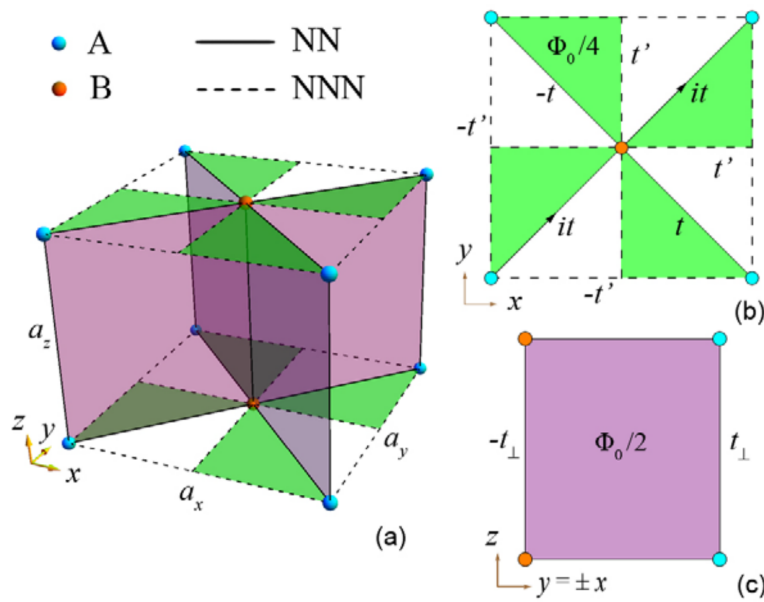 A
NN
B
NNN
a_z
z
y
x
a_x
a_y
(a)
Φ₀/4
t'
-t
it
-t'
t'
it
t
-t'
y
x
(b)
-t⊥
Φ₀/2
t⊥
z
y = ± x
(c)